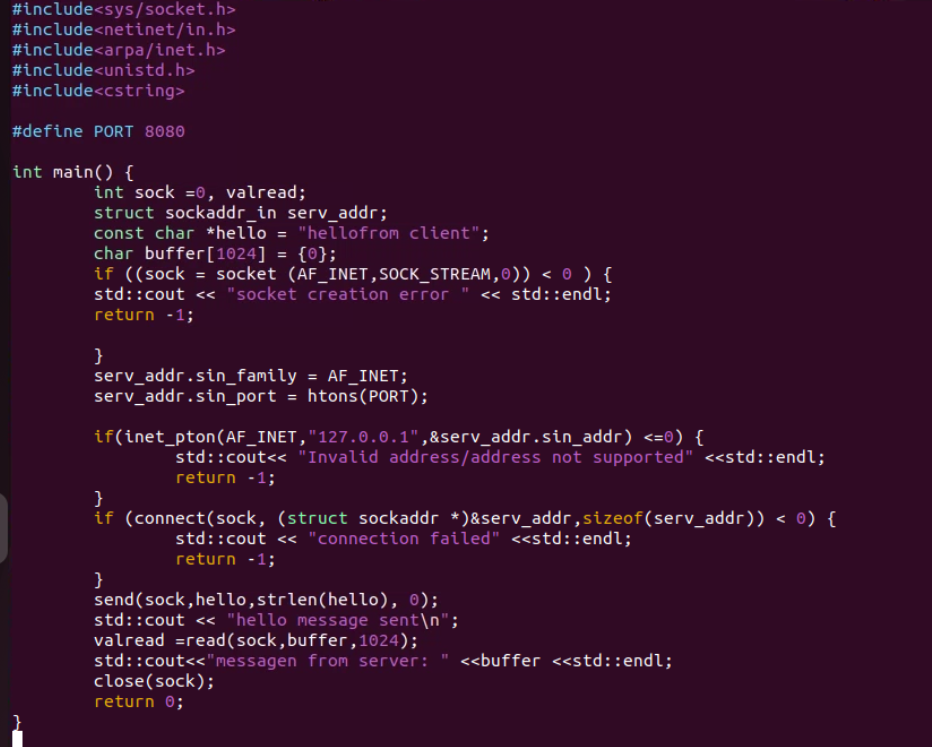 #include<sys/socket.h>
#include<netinet/in.h>
#include<arpa/inet.h>
#include<unistd.h>
#include<cstring>

#define PORT 8080

int main() {
        int sock =0, valread;
        struct sockaddr_in serv_addr;
        const char *hello = "hellofrom client";
        char buffer[1024] = {0};
        if ((sock = socket (AF_INET,SOCK_STREAM,0)) < 0 ) {
        std::cout << "socket creation error " << std::endl;
        return -1;

        }
        serv_addr.sin_family = AF_INET;
        serv_addr.sin_port = htons(PORT);

        if(inet_pton(AF_INET,"127.0.0.1",&serv_addr.sin_addr) <=0) {
                std::cout<< "Invalid address/address not supported" <<std::endl;
                return -1;
        }
        if (connect(sock, (struct sockaddr *)&serv_addr,sizeof(serv_addr)) < 0) {
                std::cout << "connection failed" <<std::endl;
                return -1;
        }
        send(sock,hello,strlen(hello), 0);
        std::cout << "hello message sent\n";
        valread =read(sock,buffer,1024);
        std::cout<<"messagen from server: " <<buffer <<std::endl;
        close(sock);
        return 0;
}